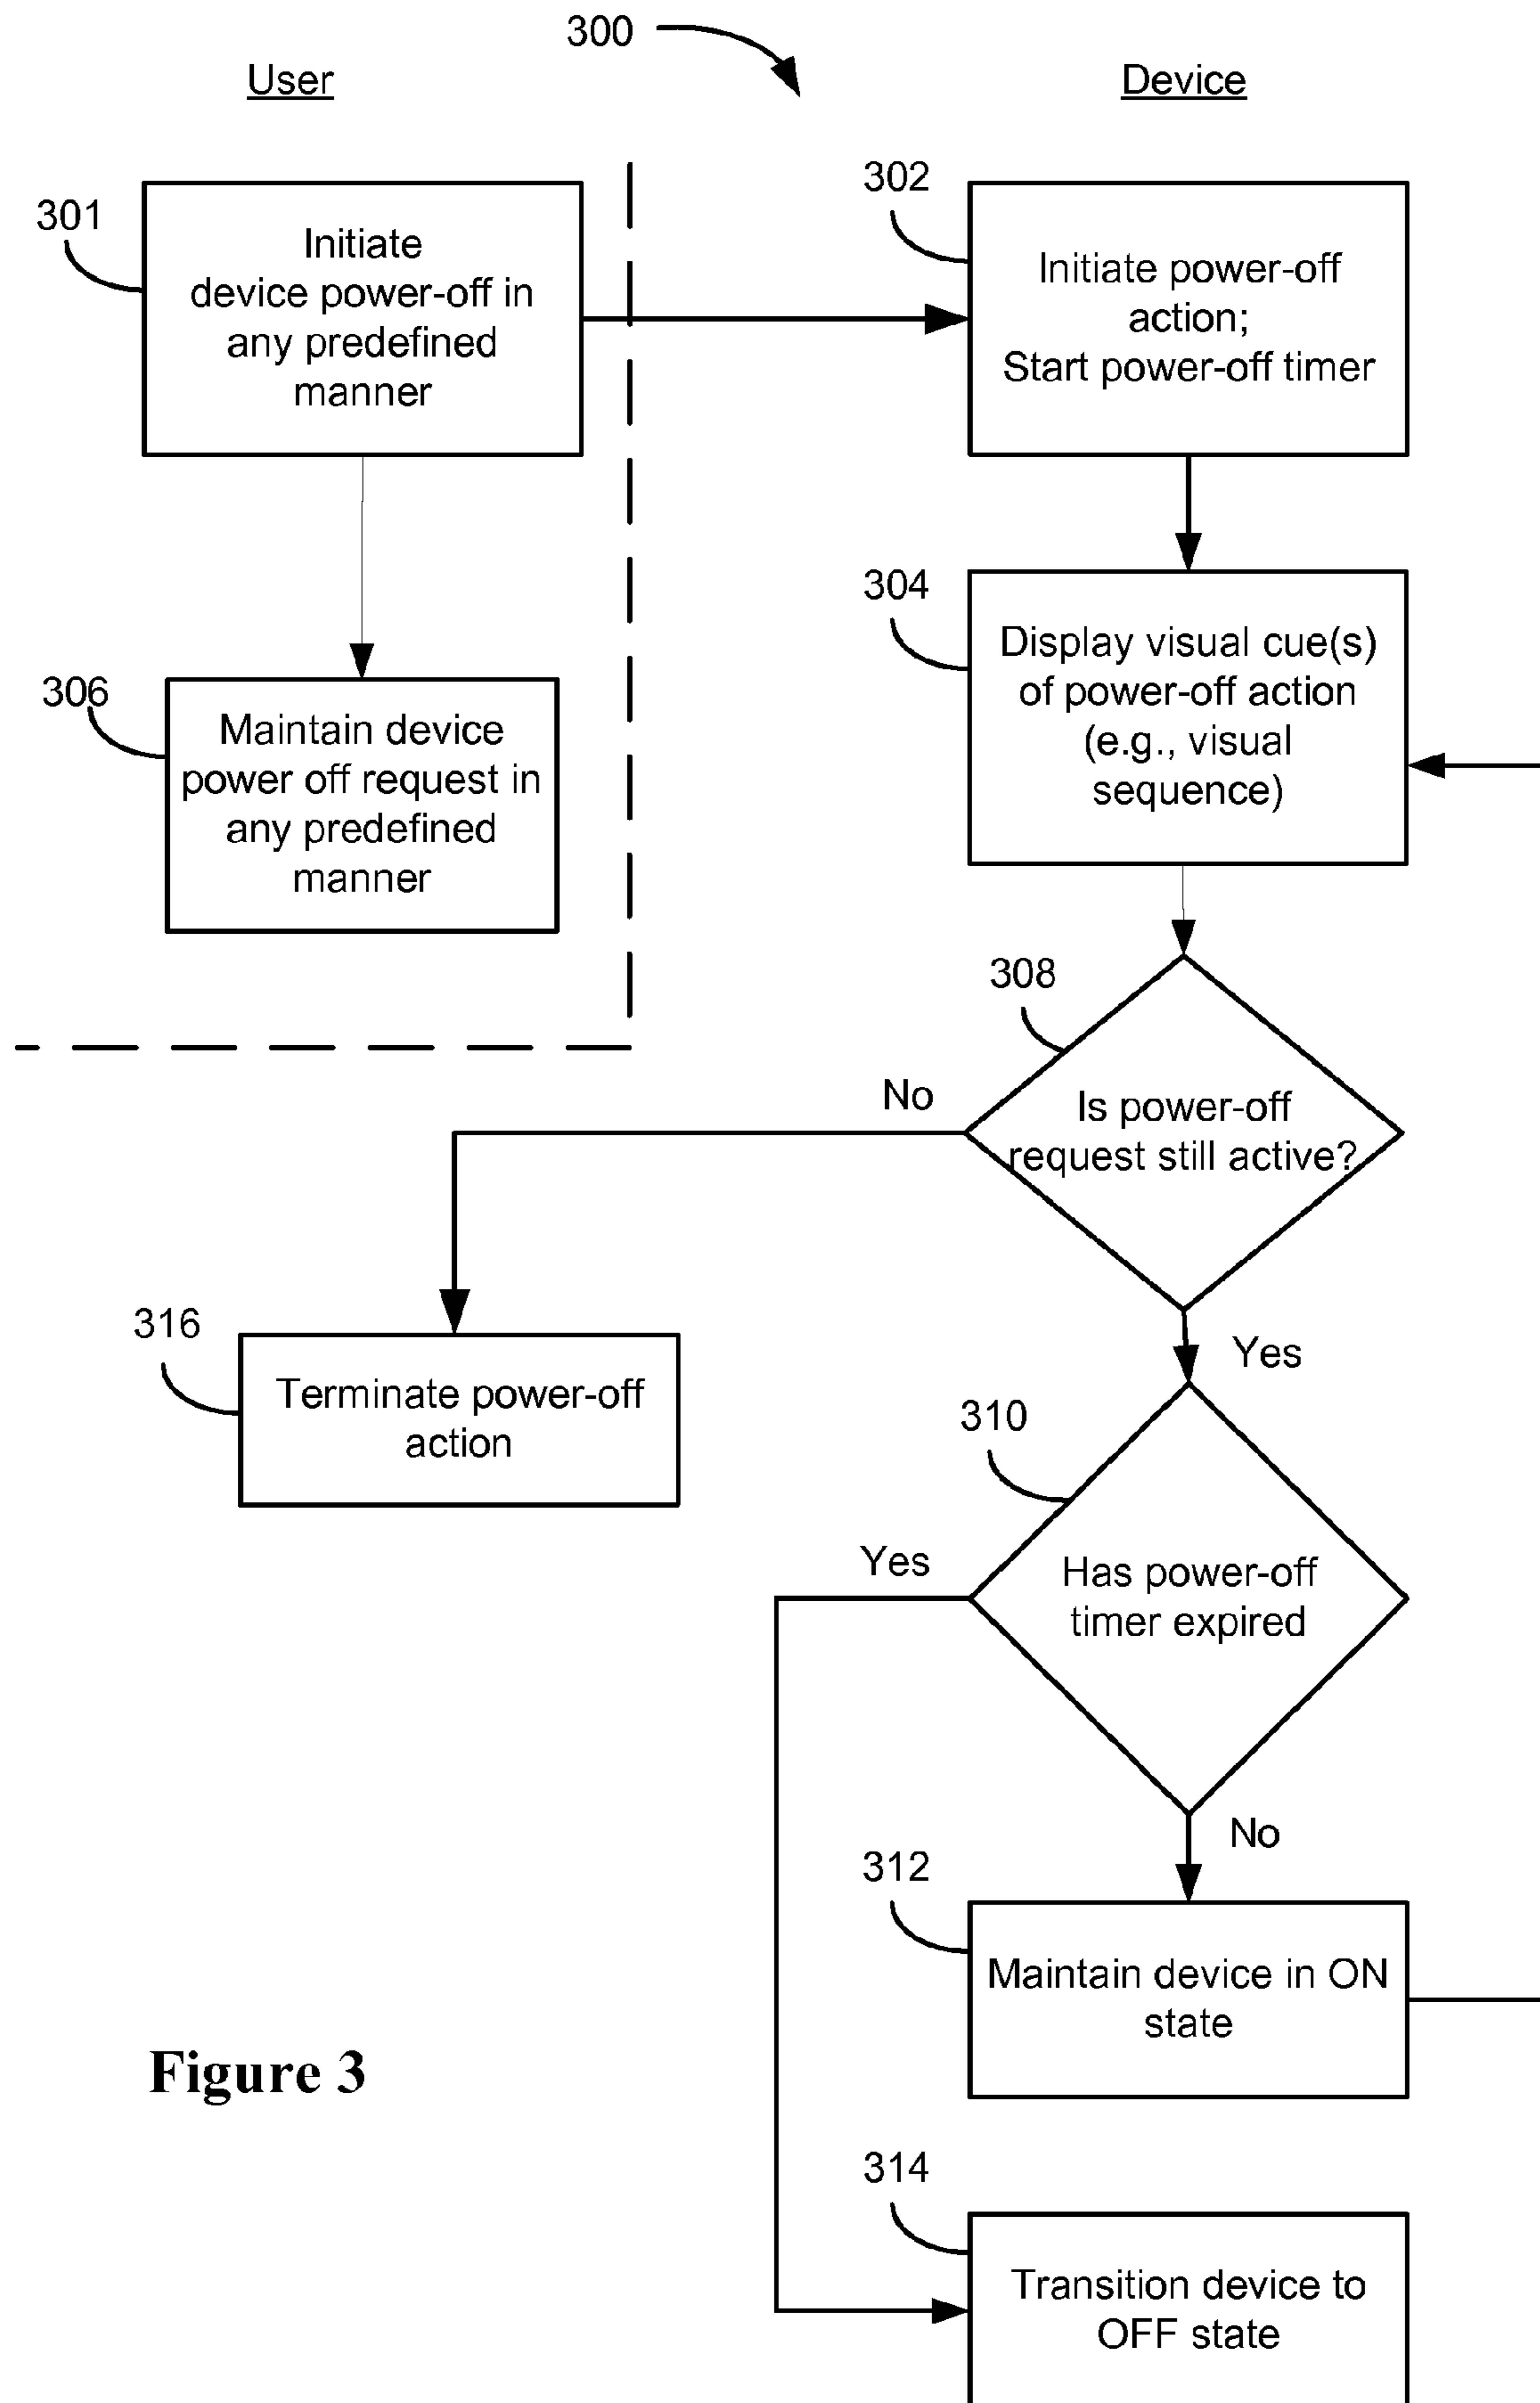 300
User
Device
301
Initiate
device power-off in
any predefined
manner
302
Initiate power-off
action;
Start power-off timer
304
Display visual cue(s)
of power-off action
(e.g., visual
sequence)
306
Maintain device
power off request in
any predefined
manner
308
No
Is power-off
request still active?
Yes
316
Terminate power-off
action
310
Yes
Has power-off
timer expired
No
312
Maintain device in ON
state
Figure 3
314
Transition device to
OFF state